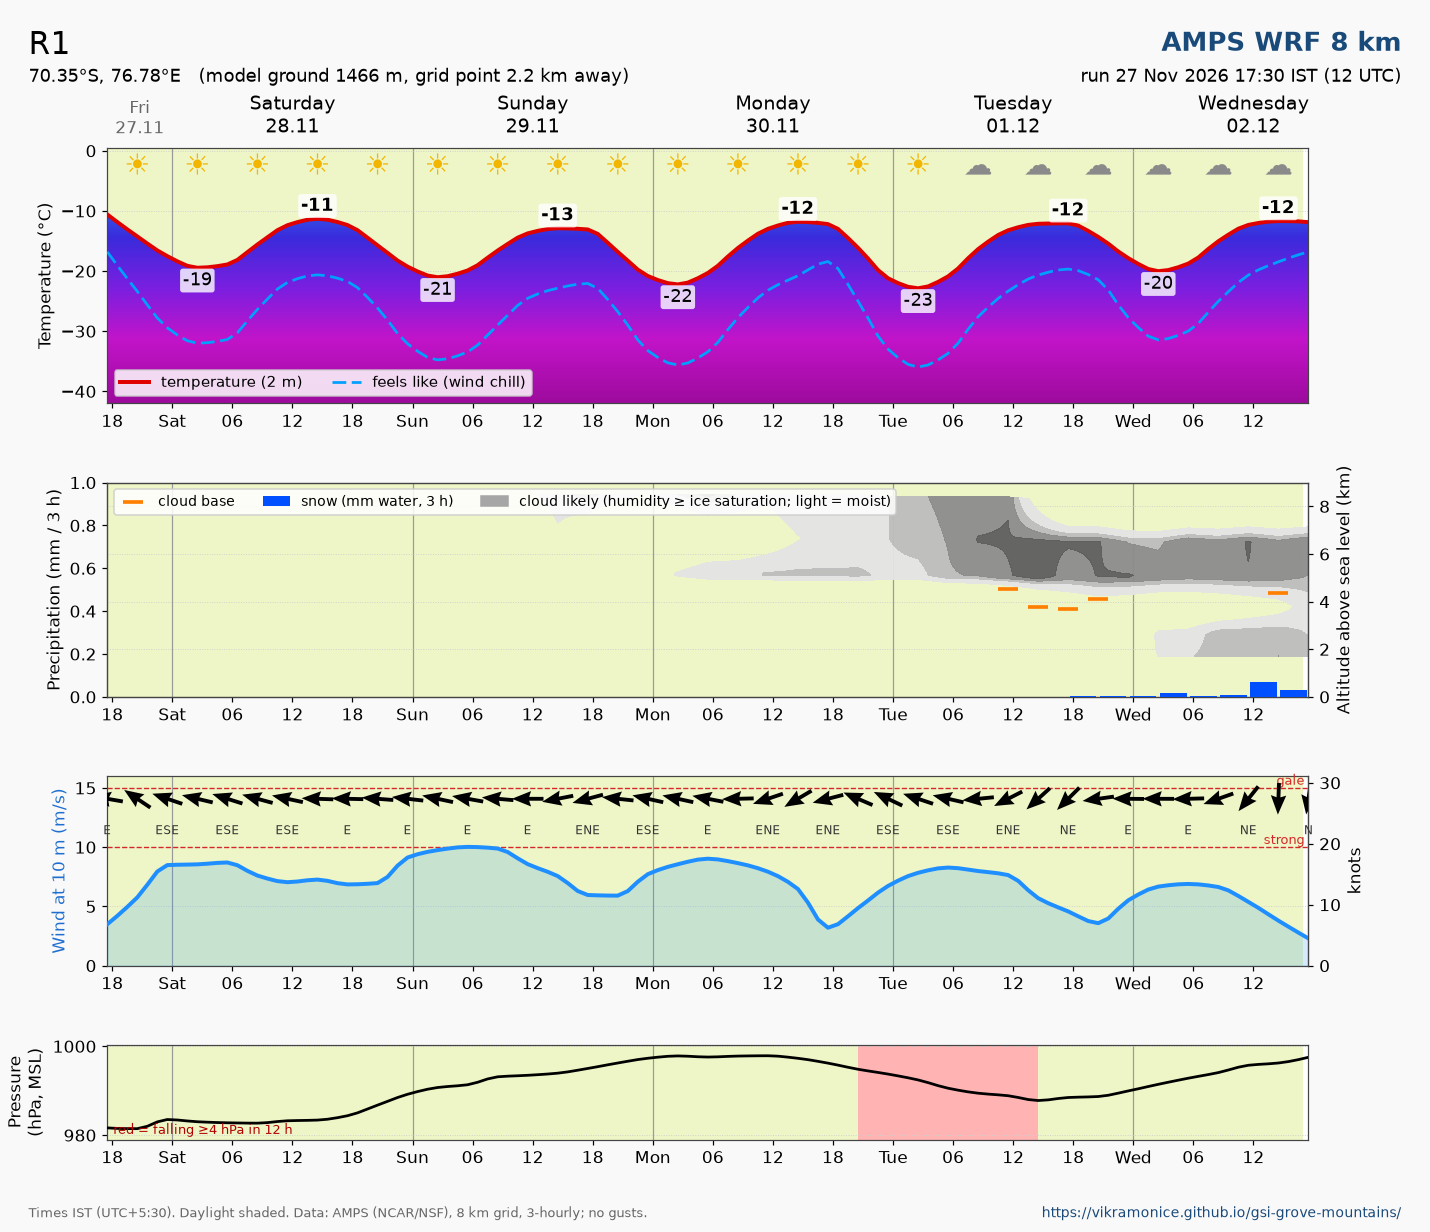 R1
AMPS WRF 8 km
70.35°S, 76.78°E (model ground 1466 m, grid point 2.2 km away)
run 27 Nov 2026 17:30 IST (12 UTC)
Fri Saturday Sunday Monday Tuesday Wednesday
27.11 28.11 29.11 30.11 01.12 02.12
Temperature (°C)
0
−10
−20
−30
−40
-11 -13 -12 -12 -12
-19 -21 -22 -23 -20
temperature (2 m) feels like (wind chill)
18 Sat 06 12 18 Sun 06 12 18 Mon 06 12 18 Tue 06 12 18 Wed 06 12
Precipitation (mm / 3 h)
1.0
0.8
0.6
0.4
0.2
0.0
cloud base snow (mm water, 3 h) cloud likely (humidity ≥ ice saturation; light = moist)
8
6
4
2
0
Altitude above sea level (km)
18 Sat 06 12 18 Sun 06 12 18 Mon 06 12 18 Tue 06 12 18 Wed 06 12
Wind at 10 m (m/s)
15
10
5
0
gale
E ESE ESE ESE E E E E ENE ESE E ENE ENE ESE ESE ENE NE E E NE N
strong
30
20
10
0
knots
18 Sat 06 12 18 Sun 06 12 18 Mon 06 12 18 Tue 06 12 18 Wed 06 12
Pressure
(hPa, MSL)
1000
980
red = falling ≥4 hPa in 12 h
18 Sat 06 12 18 Sun 06 12 18 Mon 06 12 18 Tue 06 12 18 Wed 06 12
Times IST (UTC+5:30). Daylight shaded. Data: AMPS (NCAR/NSF), 8 km grid, 3-hourly; no gusts.
https://vikramonice.github.io/gsi-grove-mountains/